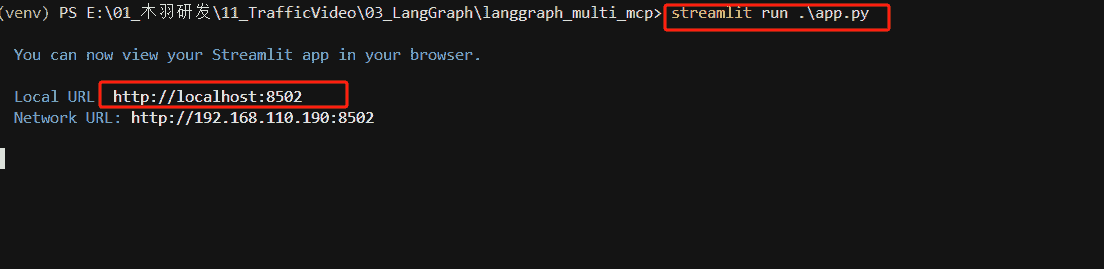 (venv) PS E:\01_木羽研发\11_TrafficVideo\03_LangGraph\langgraph_multi_mcp> streamlit run .\app.py
You can now view your Streamlit app in your browser.
Local URL http://localhost:8502
Network URL: http://192.168.110.190:8502